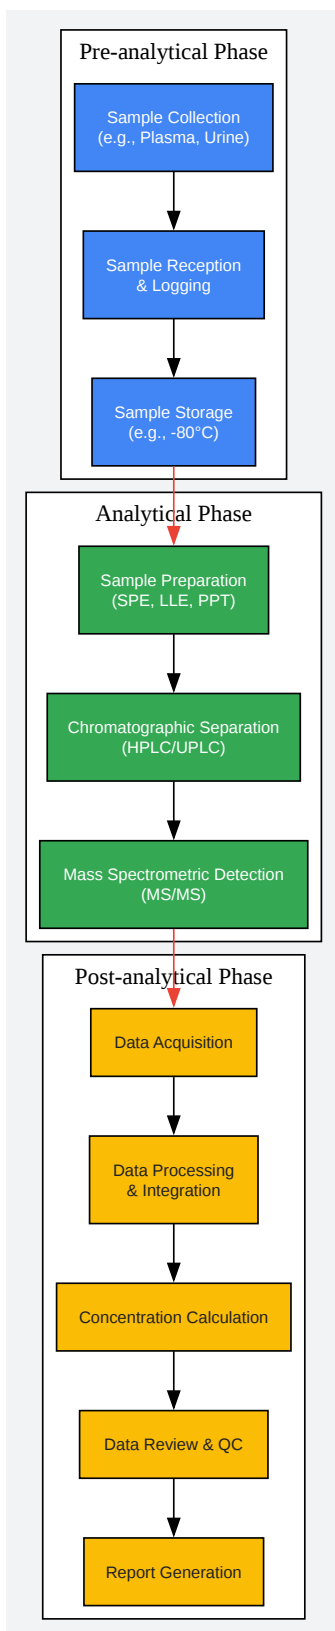 Pre-analytical Phase
Sample Collection
(e.g., Plasma, Urine)
Sample Reception
& Logging
Sample Storage
(e.g., -80°C)
Analytical Phase
Sample Preparation
(SPE, LLE, PPT)
Chromatographic Separation
(HPLC/UPLC)
Mass Spectrometric Detection
(MS/MS)
Post-analytical Phase
Data Acquisition
Data Processing
& Integration
Concentration Calculation
Data Review & QC
Report Generation